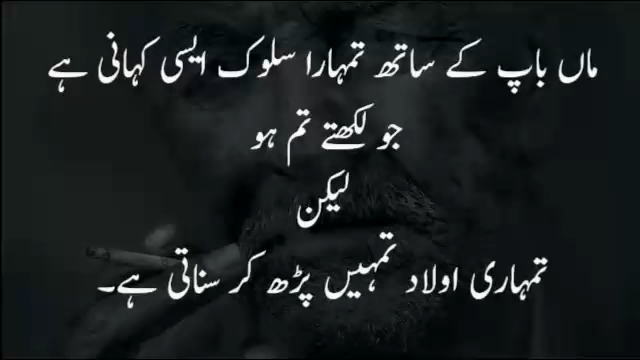 ماں باپ کے ساتھ تمہارا سلوک ایسی کہانی ہے
جو لکھتے تم ہو
لیکن
تمہاری اولاد تمہیں پڑھ کر سناتی ہے۔